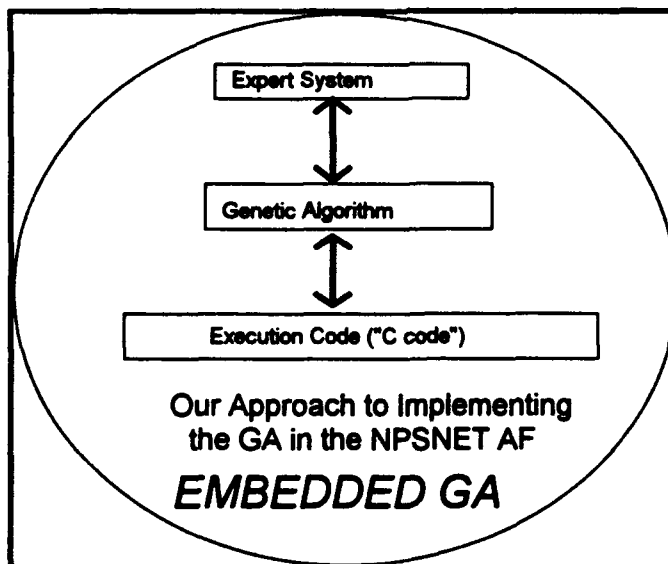 Expert System
Genetic Algorithm
Execution Code ("C code")
Our Approach to Implementing
the GA in the NPSNET AF
EMBEDDED GA